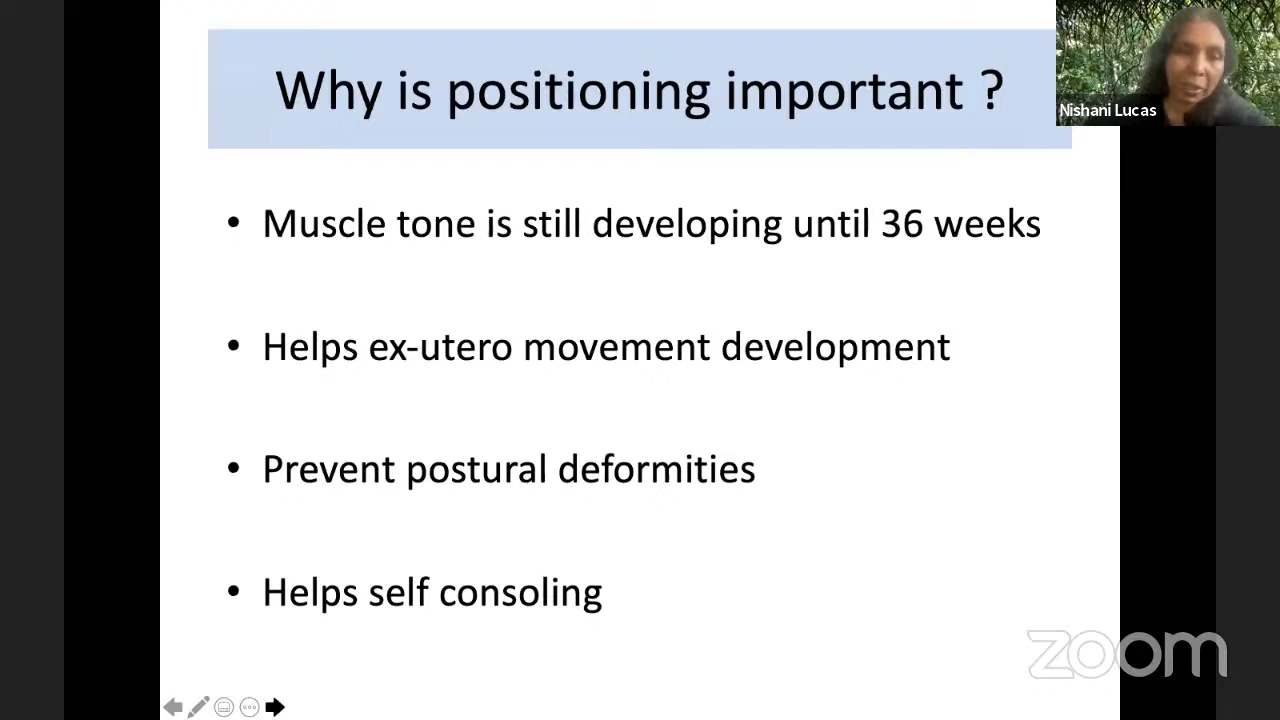 Why is positioning important ?
Nishani Lucas
• Muscle tone is still developing until 36 weeks
• Helps ex-utero movement development
• Prevent postural deformities
• Helps self consoling
zoom